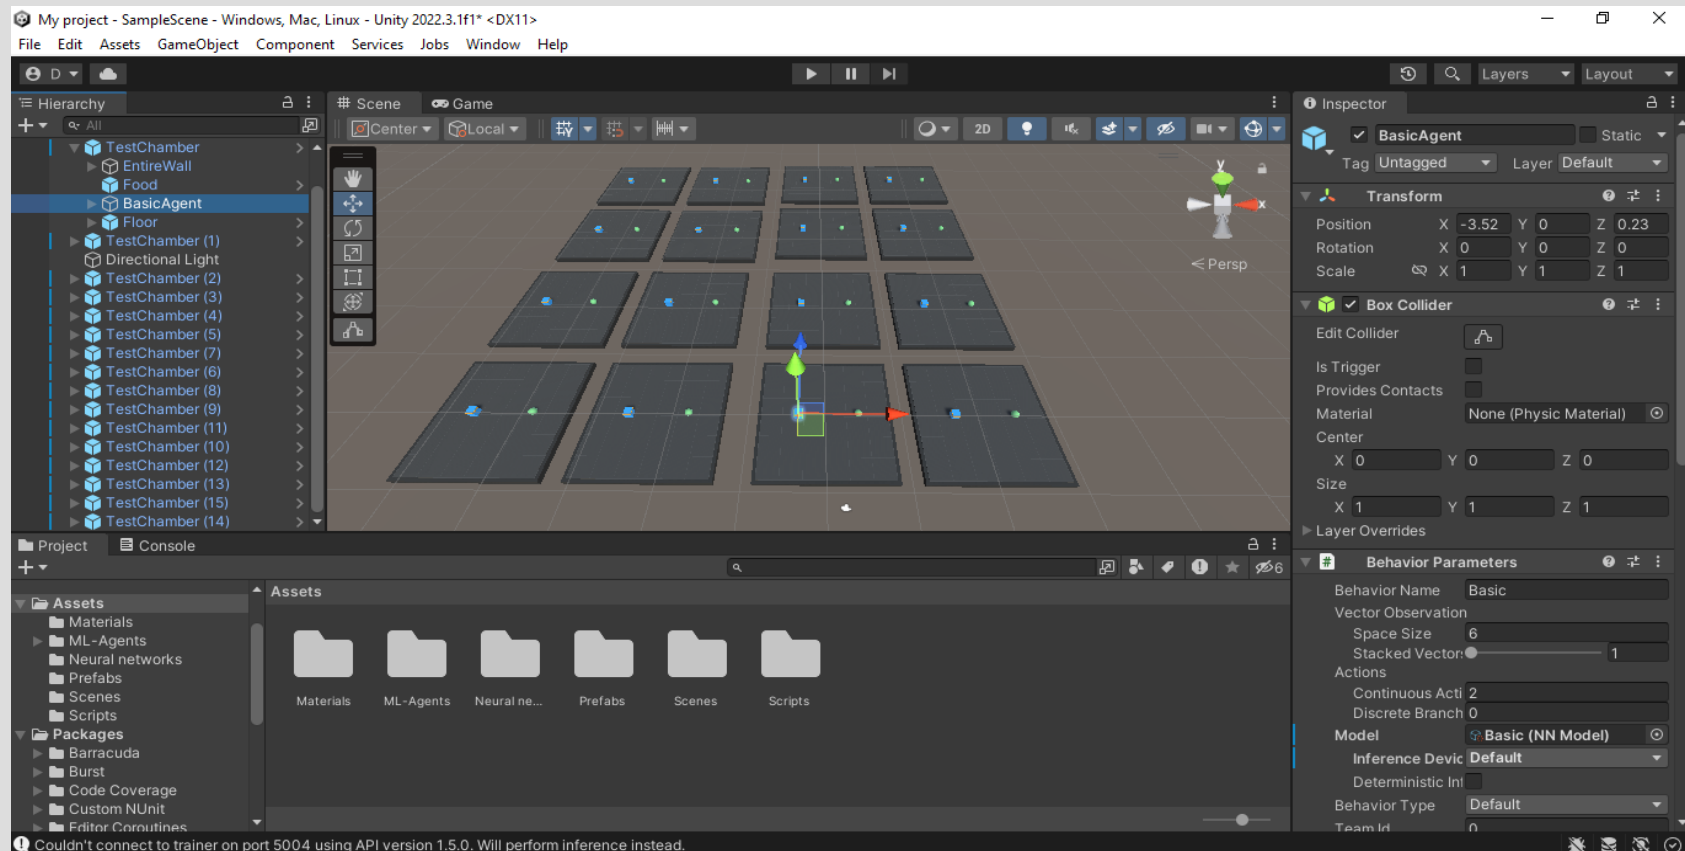 My project - SampleScene - Windows, Mac, Linux - Unity 2022.3.1f1* <DX11>
File Edit Assets GameObject Component Services Jobs Window Help
D Layers Layout
Hierarchy
All
TestChamber
EntireWall
Food
BasicAgent
Floor
TestChamber (1)
Directional Light
TestChamber (2)
TestChamber (3)
TestChamber (4)
TestChamber (5)
TestChamber (7)
TestChamber (6)
TestChamber (8)
TestChamber (9)
TestChamber (11)
TestChamber (10)
TestChamber (12)
TestChamber (13)
TestChamber (15)
TestChamber (14)
Scene Game
Center Local 2D
y
x
Persp
Inspector
BasicAgent Static
Tag Untagged Layer Default
Transform
Position X -3.52 Y 0 Z 0.23
Rotation X 0 Y 0 Z 0
Scale X 1 Y 1 Z 1
Box Collider
Edit Collider
Is Trigger
Provides Contacts
Material None (Physic Material)
Center
X 0 Y 0 Z 0
Size
X 1 Y 1 Z 1
Layer Overrides
# Behavior Parameters
Behavior Name Basic
Vector Observation
Space Size 6
Stacked Vector 1
Actions
Continuous Acti 2
Discrete Branch 0
Model Basic (NN Model)
Inference Devic Default
Deterministic Inf
Behavior Type Default
Team Id 0
Project Console
6
Assets
Materials
ML-Agents
Neural networks
Prefabs
Scenes
Scripts
Packages
Barracuda
Burst
Code Coverage
Custom NUnit
Editor Coroutines
Assets
Materials ML-Agents Neural ne... Prefabs Scenes Scripts
Couldn't connect to trainer on port 5004 using API version 1.5.0. Will perform inference instead.